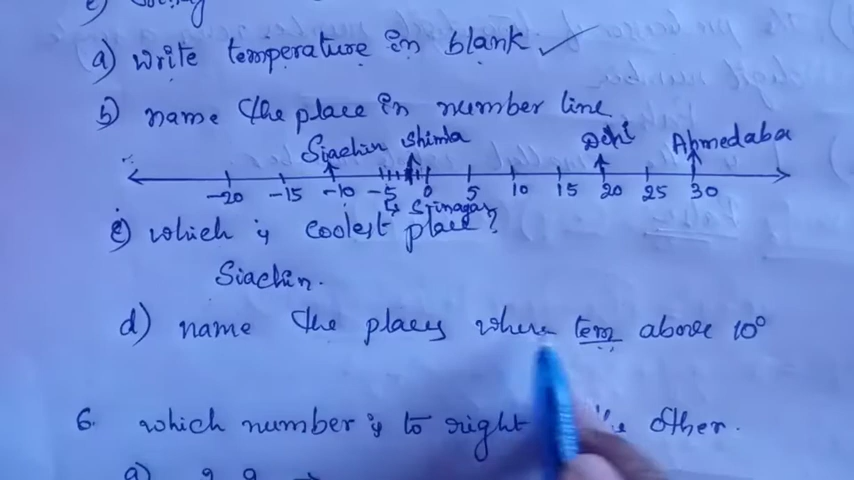 a) write temperature in blank ✓
b) name the place in number line
Siachin Shimla Delhi Ahmedaba
-20 -15 -10 -5 0 5 10 15 20 25 30
Srinagar
c) which is coolest place?
Siachin.
d) name the places where tem above 10°
6. which number is to right other.
a)